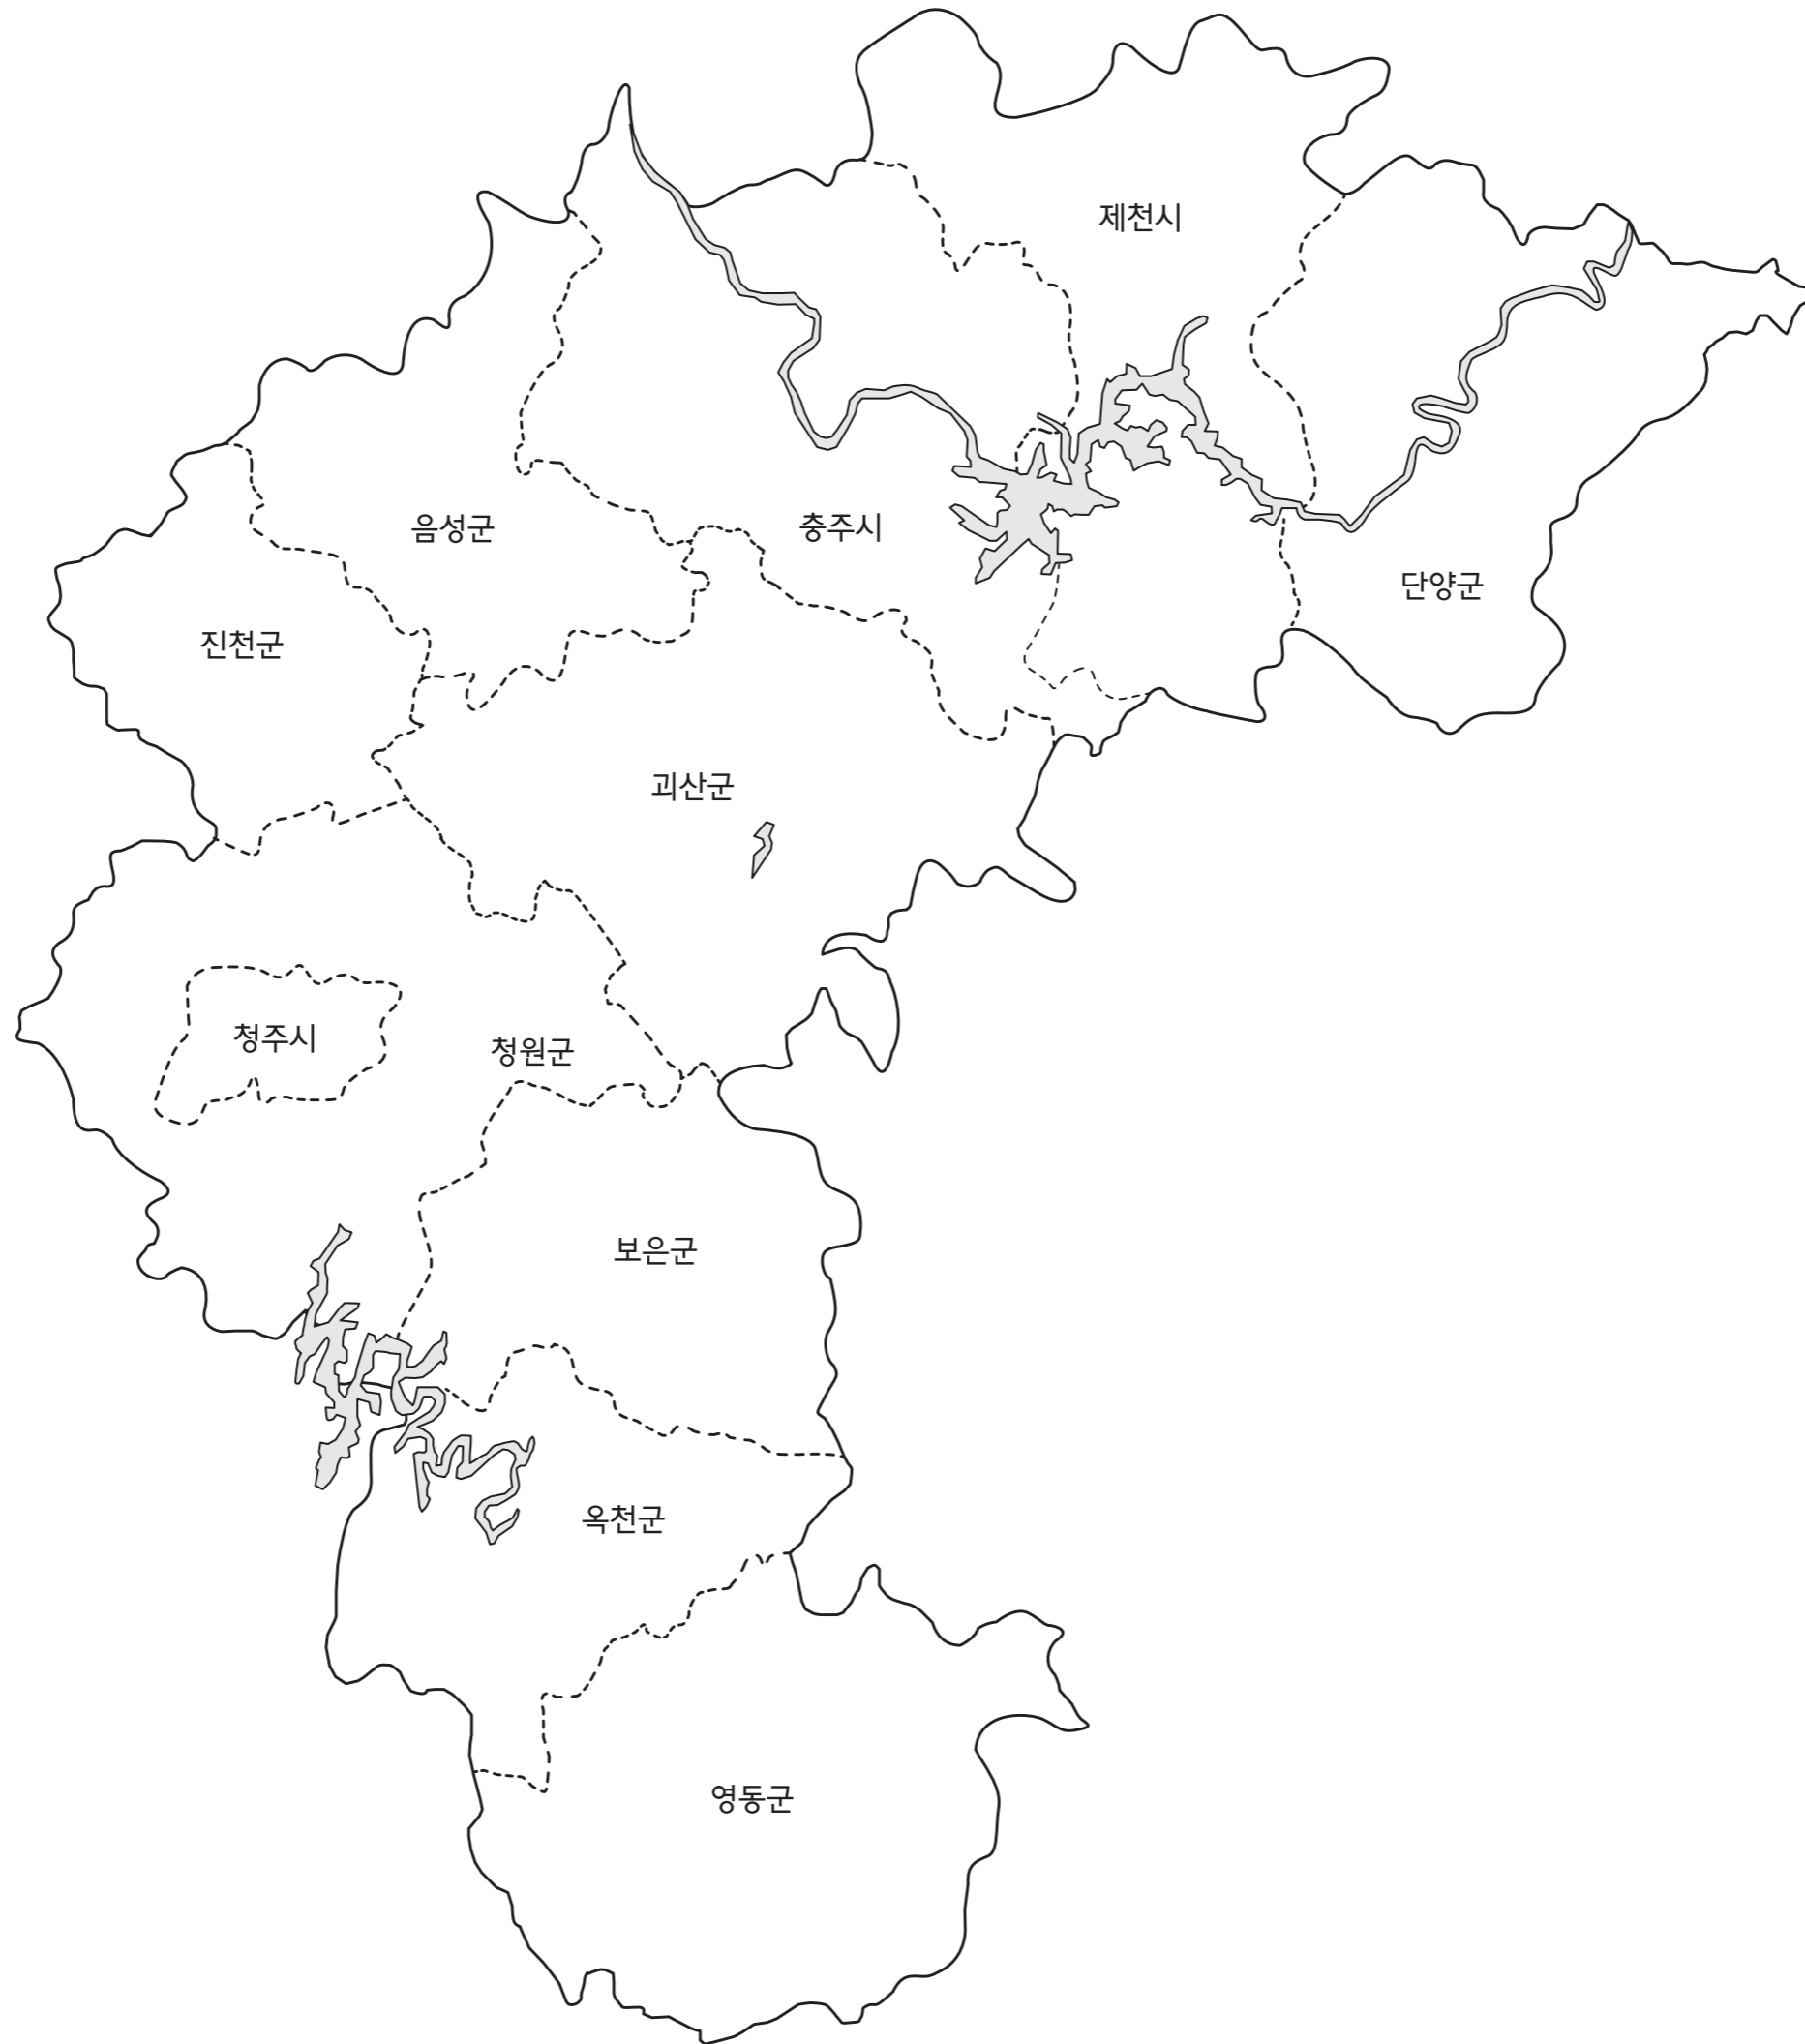 제천시
음성군
충주시
단양군
진천군
괴산군
청주시
청원군
보은군
옥천군
영동군